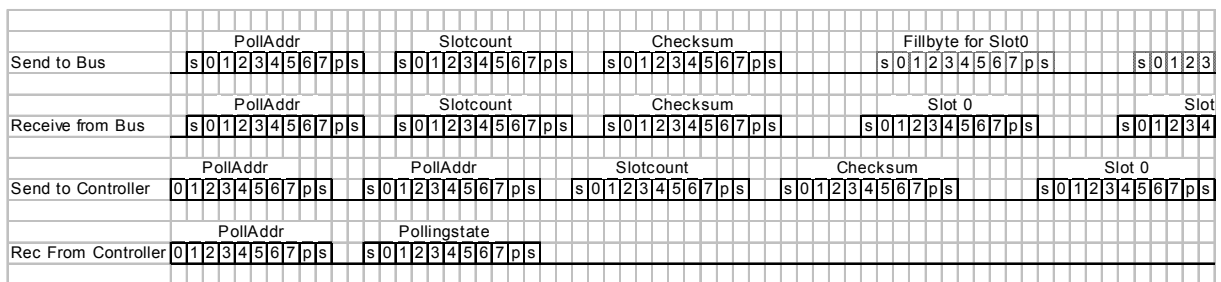 PollAddr Slotcount Checksum Fillbyte for Slot0
Send to Bus s 0 1 2 3 4 5 6 7 p s s 0 1 2 3 4 5 6 7 p s s 0 1 2 3 4 5 6 7 p s s 0 1 2 3 4 5 6 7 p s s 0 1 2 3
PollAddr Slotcount Checksum Slot 0 Slot
Receive from Bus s 0 1 2 3 4 5 6 7 p s s 0 1 2 3 4 5 6 7 p s s 0 1 2 3 4 5 6 7 p s s 0 1 2 3 4 5 6 7 p s s 0 1 2 3 4
PollAddr PollAddr Slotcount Checksum Slot 0
Send to Controller 0 1 2 3 4 5 6 7 p s s 0 1 2 3 4 5 6 7 p s s 0 1 2 3 4 5 6 7 p s s 0 1 2 3 4 5 6 7 p s s 0 1 2 3 4 5 6 7 p s
PollAddr Pollingstate
Rec From Controller 0 1 2 3 4 5 6 7 p s s 0 1 2 3 4 5 6 7 p s